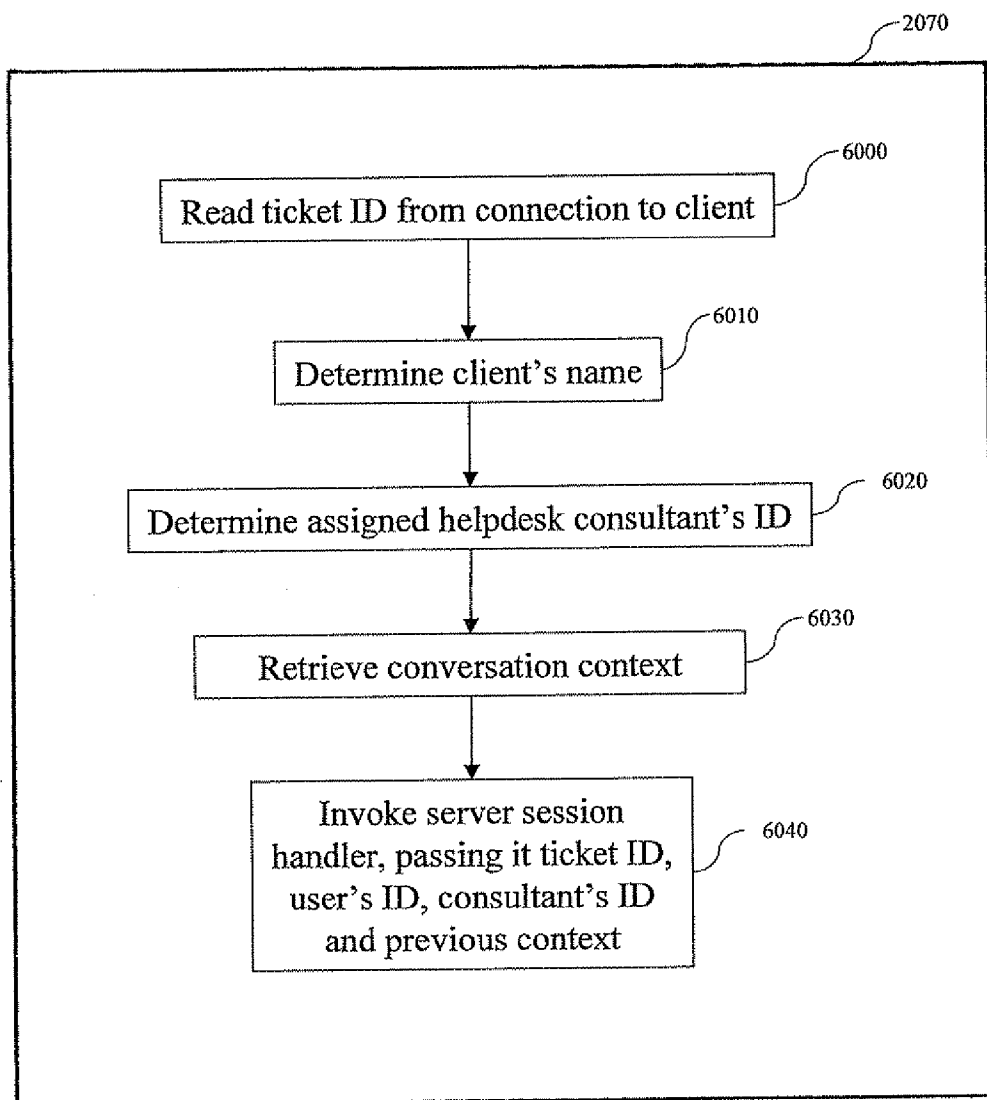 2070
6000
Read ticket ID from connection to client
6010
Determine client's name
6020
Determine assigned helpdesk consultant's ID
6030
Retrieve conversation context
Invoke server session
handler, passing it ticket ID,
user's ID, consultant's ID
and previous context
6040